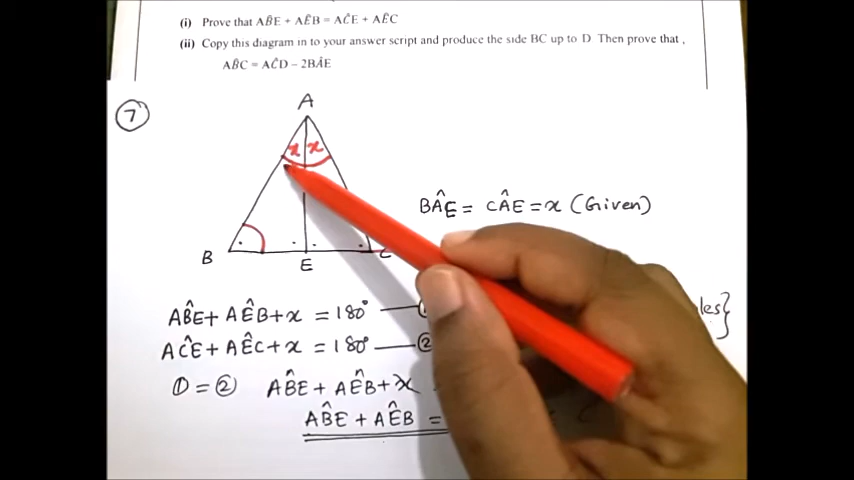 (i) Prove that AB̂E + AÊB = AĈE + AÊC
(ii) Copy this diagram in to your answer script and produce the side BC up to D. Then prove that ,
AB̂C = AĈD – 2BÂE
7
A
x x
BÂE = CÂE = x (Given)
B E C
AB̂E + AÊB + x = 180°
les}
AĈE + AÊC + x = 180° — ②
① = ② AB̂E + AÊB + x
AB̂E + AÊB =